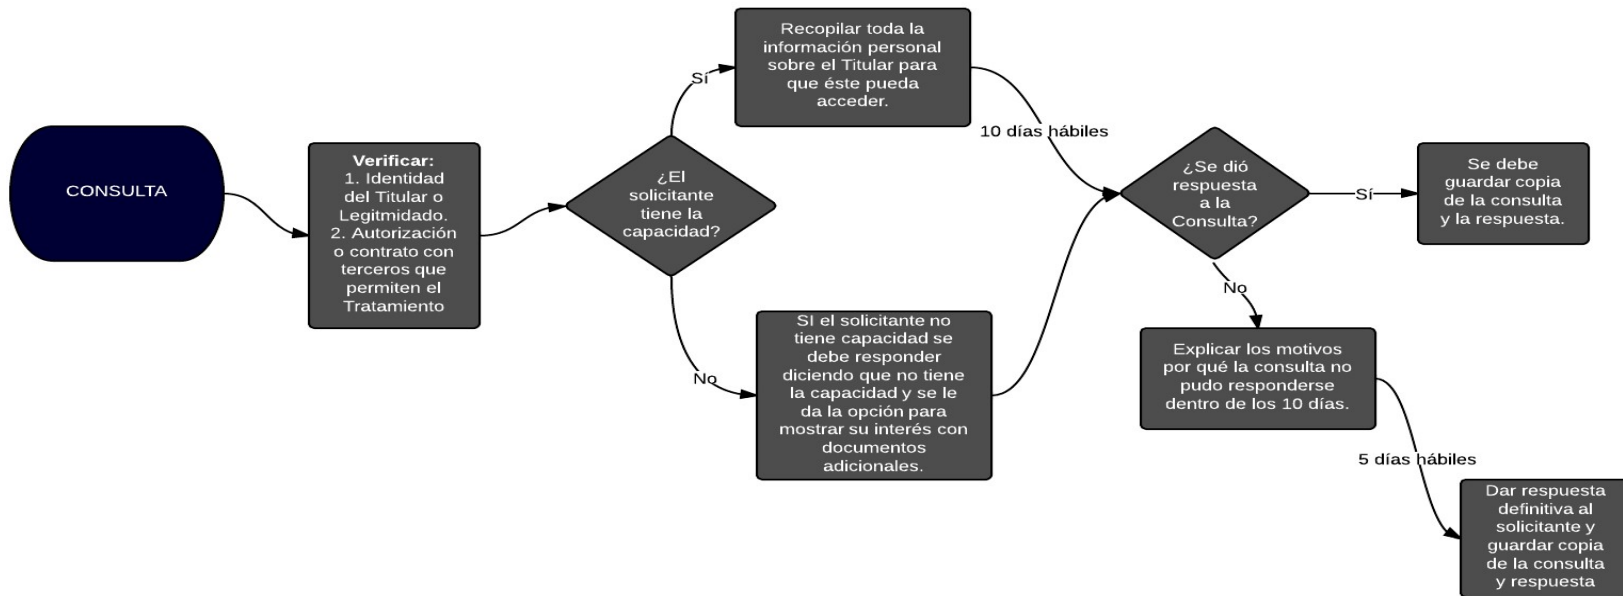 CONSULTA
Verificar:
1. Identidad
del Titular o
Legitmidado.
2. Autorización
o contrato con
terceros que
permiten el
Tratamiento
¿El
solicitante
tiene la
capacidad?
Sí
Recopilar toda la
información personal
sobre el Titular para
que éste pueda
acceder.
10 días hábiles
No
SI el solicitante no
tiene capacidad se
debe responder
diciendo que no tiene
la capacidad y se le
da la opción para
mostrar su interés con
documentos
adicionales.
¿Se dió
respuesta
a la
Consulta?
Sí
Se debe
guardar copia
de la consulta
y la respuesta.
No
Explicar los motivos
por qué la consulta no
pudo responderse
dentro de los 10 días.
5 días hábiles
Dar respuesta
definitiva al
solicitante y
guardar copia
de la consulta
y respuesta